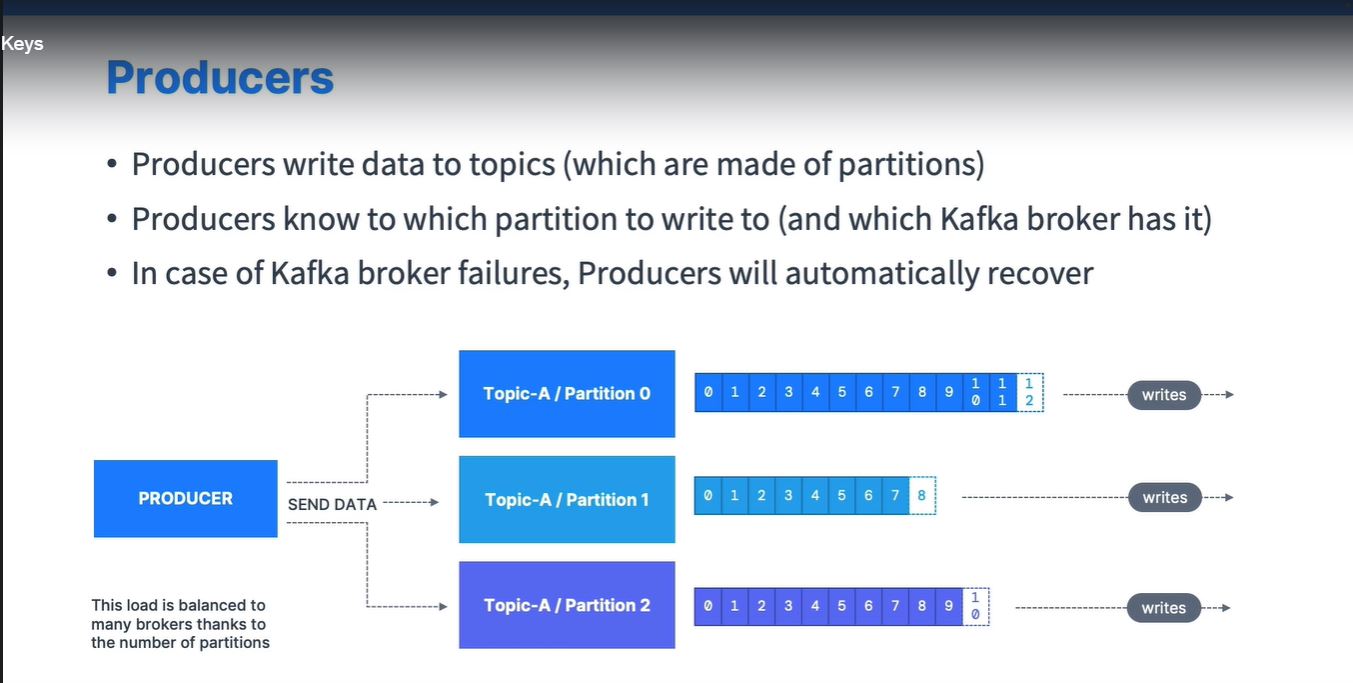 Keys
Producers
• Producers write data to topics (which are made of partitions)
• Producers know to which partition to write to (and which Kafka broker has it)
• In case of Kafka broker failures, Producers will automatically recover
Topic-A / Partition 0
0 1 2 3 4 5 6 7 8 9 10 11 12
writes
PRODUCER
SEND DATA
Topic-A / Partition 1
0 1 2 3 4 5 6 7 8
writes
This load is balanced to
many brokers thanks to
the number of partitions
Topic-A / Partition 2
0 1 2 3 4 5 6 7 8 9 10
writes